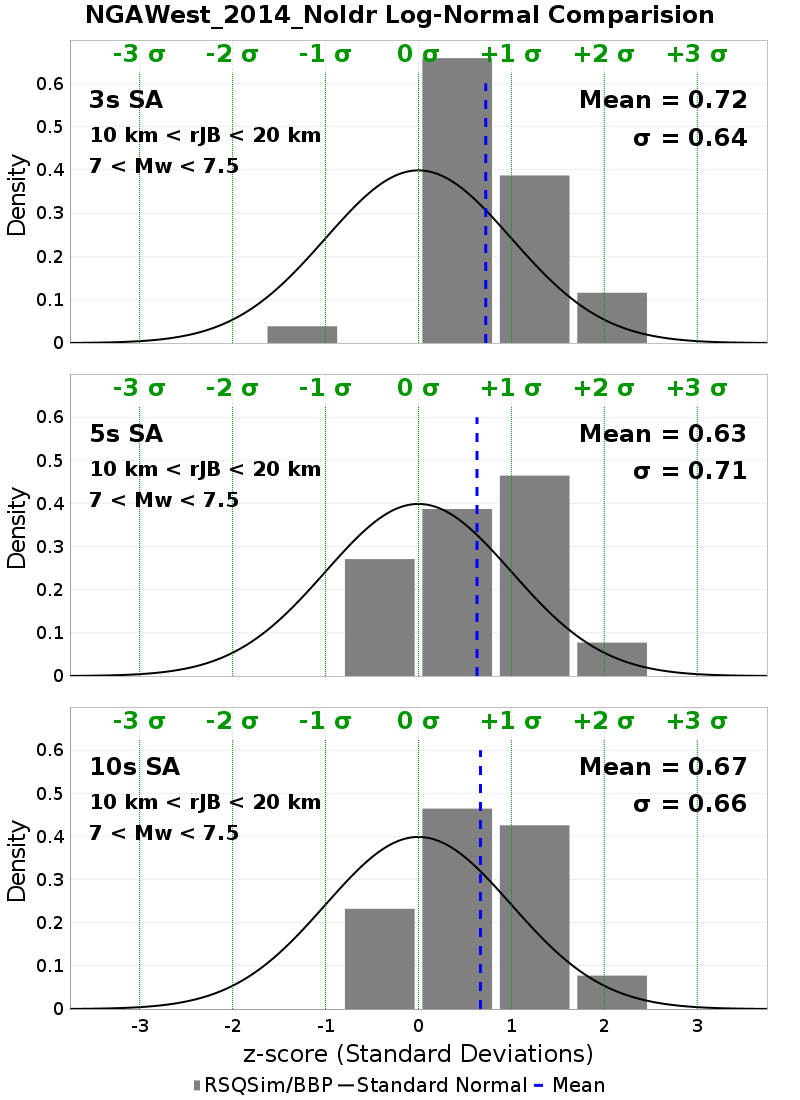 NGAWest_2014_NoIdr Log-Normal Comparision
-3 σ -2 σ -1 σ 0 σ +1 σ +2 σ +3 σ
3s SA
Mean = 0.72
10 km < rJB < 20 km
σ = 0.64
7 < Mw < 7.5
Density
0.6
0.5
0.4
0.3
0.2
0.1
0
-3 σ -2 σ -1 σ 0 σ +1 σ +2 σ +3 σ
5s SA
Mean = 0.63
10 km < rJB < 20 km
σ = 0.71
7 < Mw < 7.5
Density
0.6
0.5
0.4
0.3
0.2
0.1
0
-3 σ -2 σ -1 σ 0 σ +1 σ +2 σ +3 σ
10s SA
Mean = 0.67
10 km < rJB < 20 km
σ = 0.66
7 < Mw < 7.5
Density
0.6
0.5
0.4
0.3
0.2
0.1
0
-3 -2 -1 0 1 2 3
z-score (Standard Deviations)
RSQSim/BBP Standard Normal Mean